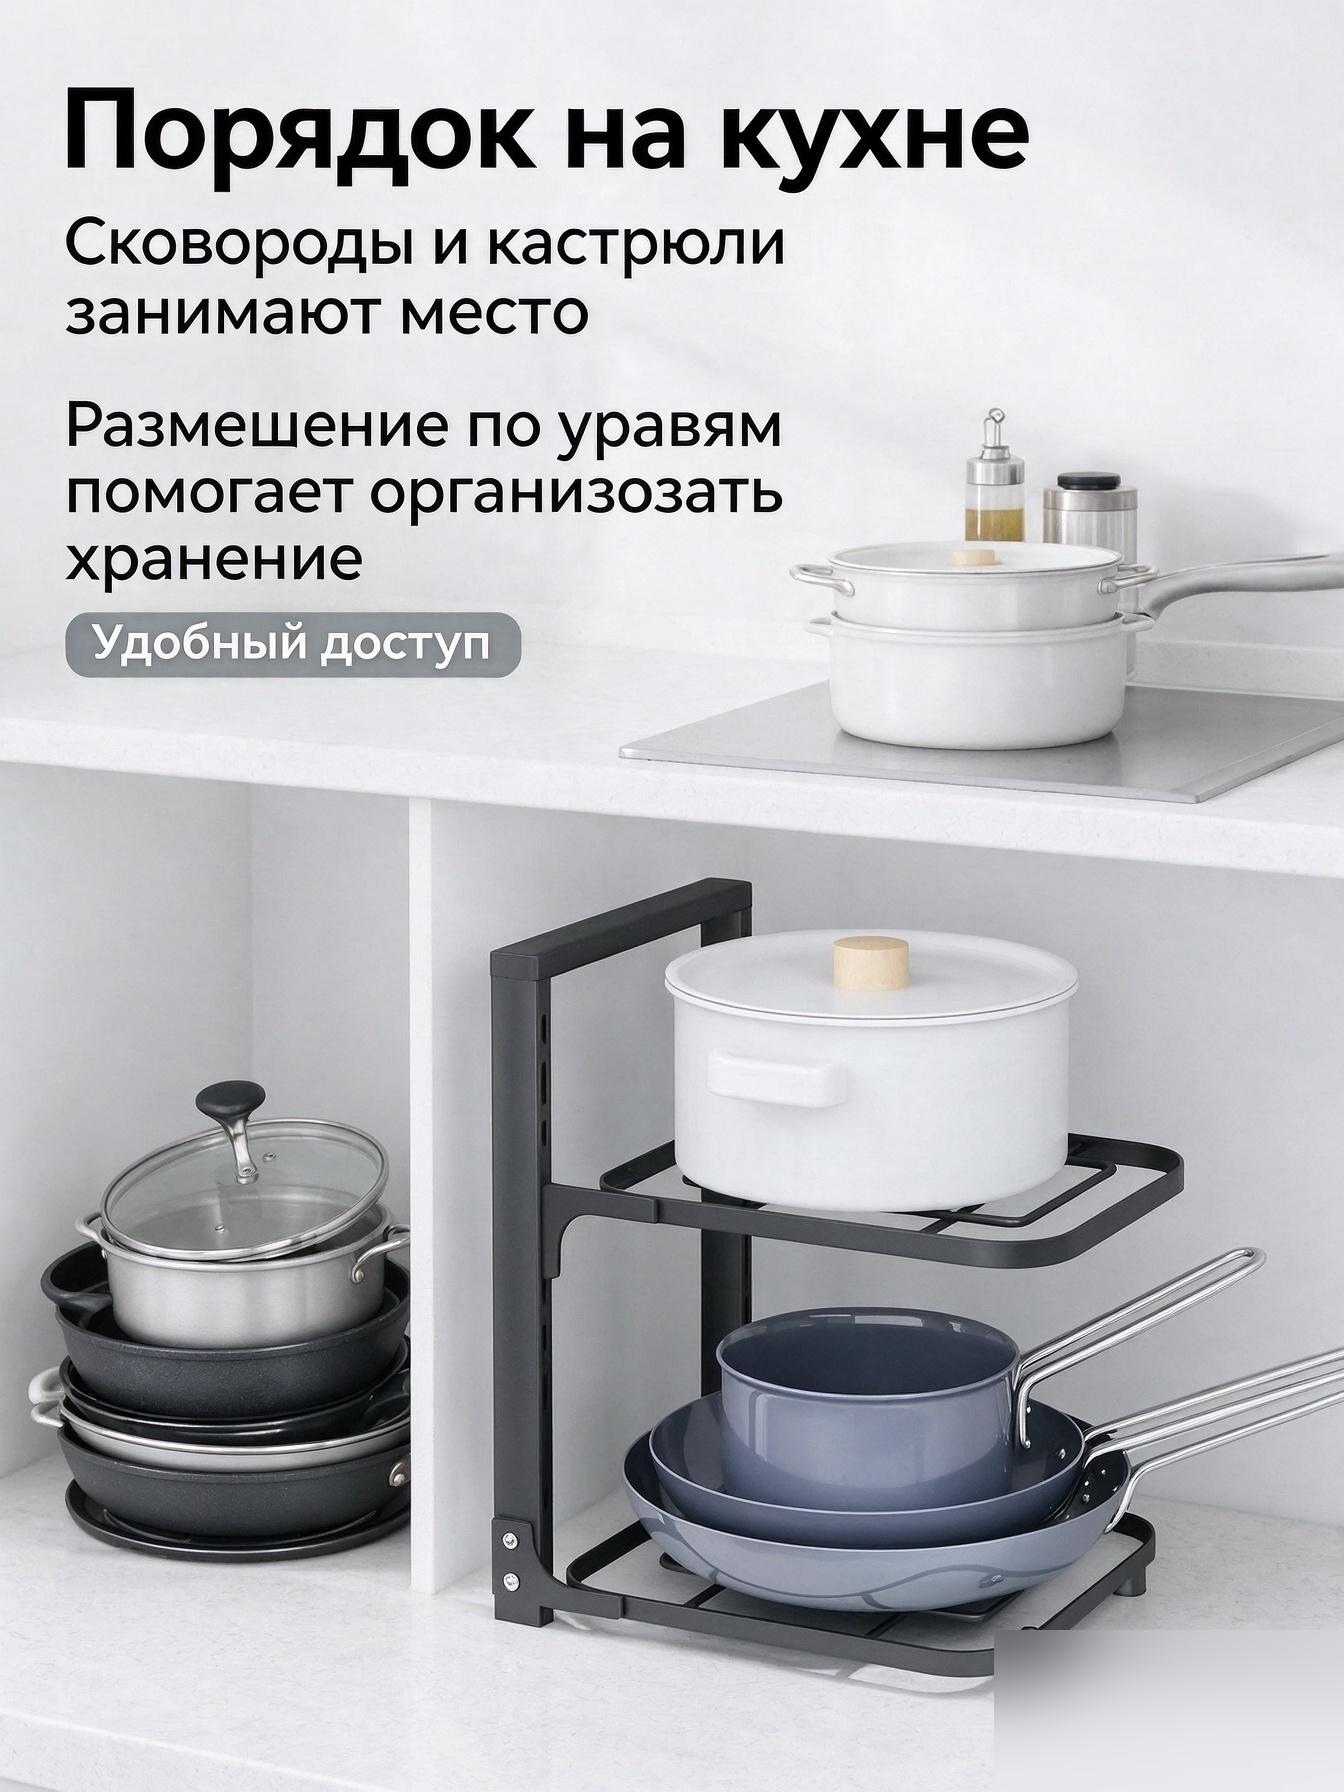 Порядок на кухне
Сковороды и кастрюли
занимают место
Размешение по уравям
помогает организозать
хранение
Удобный доступ